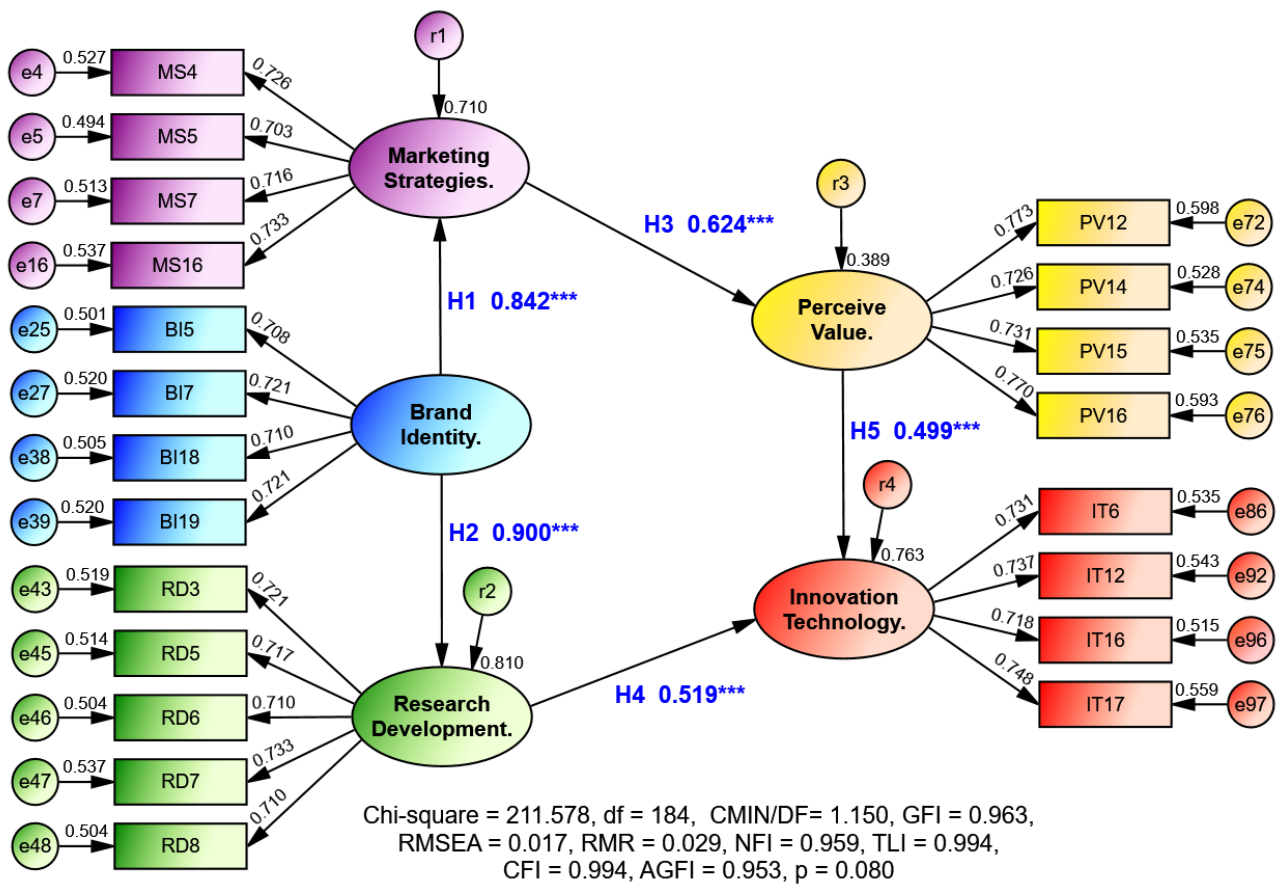 r1
0.710
Marketing
Strategies.
e4 0.527 MS4 0.726
e5 0.494 MS5 0.703
e7 0.513 MS7 0.716
e16 0.537 MS16 0.733
H1 0.842***
H3 0.624***
e25 0.501 BI5 0.708
e27 0.520 BI7 0.721
e38 0.505 BI18 0.710
e39 0.520 BI19 0.721
Brand
Identity.
H2 0.900***
r2
0.810
e43 0.519 RD3 0.721
e45 0.514 RD5 0.717
e46 0.504 RD6 0.710
e47 0.537 RD7 0.733
e48 0.504 RD8 0.710
Research
Development.
H4 0.519***
r3
0.389
Perceive
Value.
0.773 PV12 0.598 e72
0.726 PV14 0.528 e74
0.731 PV15 0.535 e75
0.770 PV16 0.593 e76
H5 0.499***
r4
0.763
Innovation
Technology.
0.731 IT6 0.535 e86
0.737 IT12 0.543 e92
0.718 IT16 0.515 e96
0.748 IT17 0.559 e97
Chi-square = 211.578, df = 184, CMIN/DF= 1.150, GFI = 0.963,
RMSEA = 0.017, RMR = 0.029, NFI = 0.959, TLI = 0.994,
CFI = 0.994, AGFI = 0.953, p = 0.080